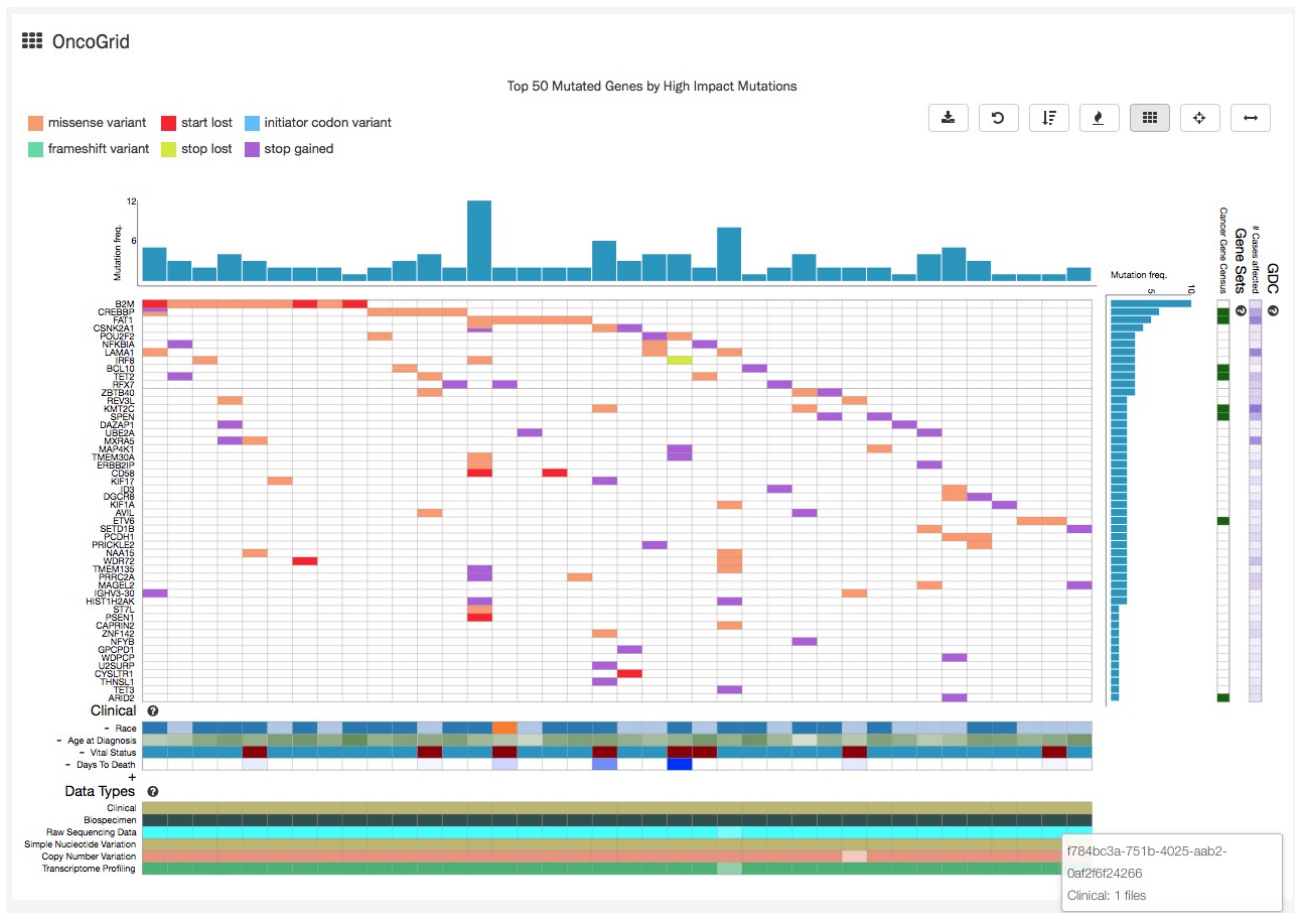 OncoGrid
Top 50 Mutated Genes by High Impact Mutations
missense variant start lost initiator codon variant
frameshift variant stop lost stop gained
12
6
Mutation freq.
Mutation freq.
5
10
Cancer Gene Census
Gene Sets
# Cases affected
GDC
B2M
CREBBP
FAT1
CSNK2A1
POU2F2
NFKBIA
LAMA1
IRF8
BCL10
TET2
RFX7
ZBTB40
REV3L
KMT2C
SPEN
DAZAP1
UBE2A
MXRA5
MAP4K1
TMEM30A
ERBB2IP
CD58
KIF17
ID3
DGCR8
KIF1A
AVIL
ETV6
SETD1B
PCDH1
PRICKLE2
NAA15
WDR72
TMEM135
PRRC2A
MAGEL2
IGHV3-30
HIST1H2AK
ST7L
PSEN1
CAPRIN2
ZNF142
NFYB
GPCPD1
WDPCP
U2SURP
CYSLTR1
THNSL1
TET3
ARID2
Clinical ?
- Race
- Age at Diagnosis
- Vital Status
- Days To Death
+
Data Types ?
Clinical
Biospecimen
Raw Sequencing Data
Simple Nucleotide Variation
Copy Number Variation
Transcriptome Profiling
f784bc3a-751b-4025-aab2-
0af2f6f24266
Clinical: 1 files